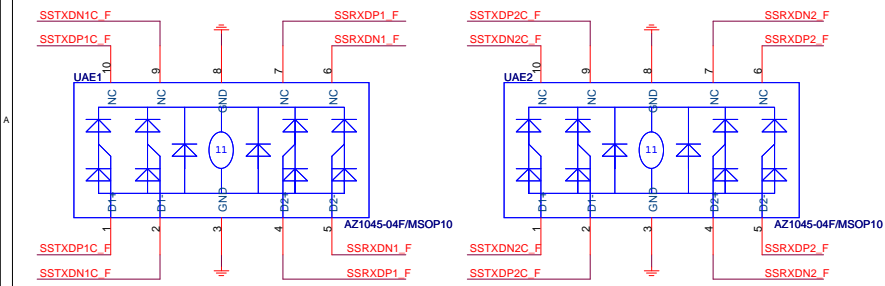 SSTXDN1C_F SSRXDP1_F SSTXDP2C_F SSRXDN2_F
SSTXDP1C_F SSRXDN1_F SSTXDN2C_F SSRXDP2_F
10 9 8 7 6 10 9 8 7 6
UAE1 UAE2
NC NC GND NC NC NC NC GND NC NC
A
11 11
D1+ D1- GND D2+ D2- D1+ D1- GND D2+ D2-
AZ1045-04F/MSOP10 AZ1045-04F/MSOP10
1 2 3 4 5 1 2 3 4 5
SSTXDP1C_F SSRXDN1_F SSTXDN2C_F SSRXDP2_F
SSTXDN1C_F SSRXDP1_F SSTXDP2C_F SSRXDN2_F